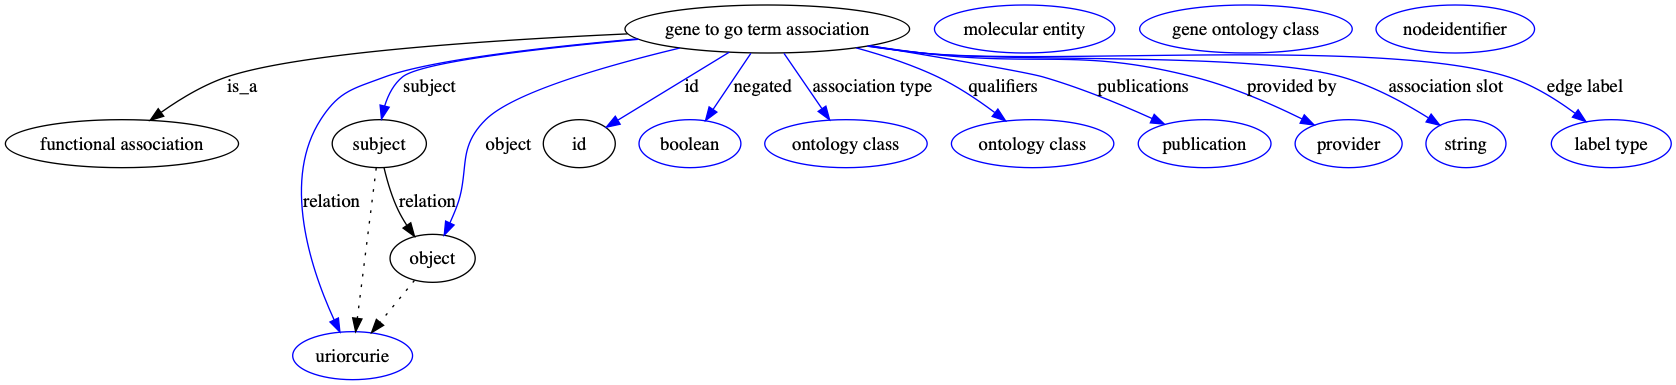 gene to go term association
molecular entity
gene ontology class
nodeidentifier
is_a
subject
object
id
negated
association type
qualifiers
publications
provided by
association slot
edge label
functional association
subject
id
boolean
ontology class
ontology class
publication
provider
string
label type
relation
relation
object
uriorcurie